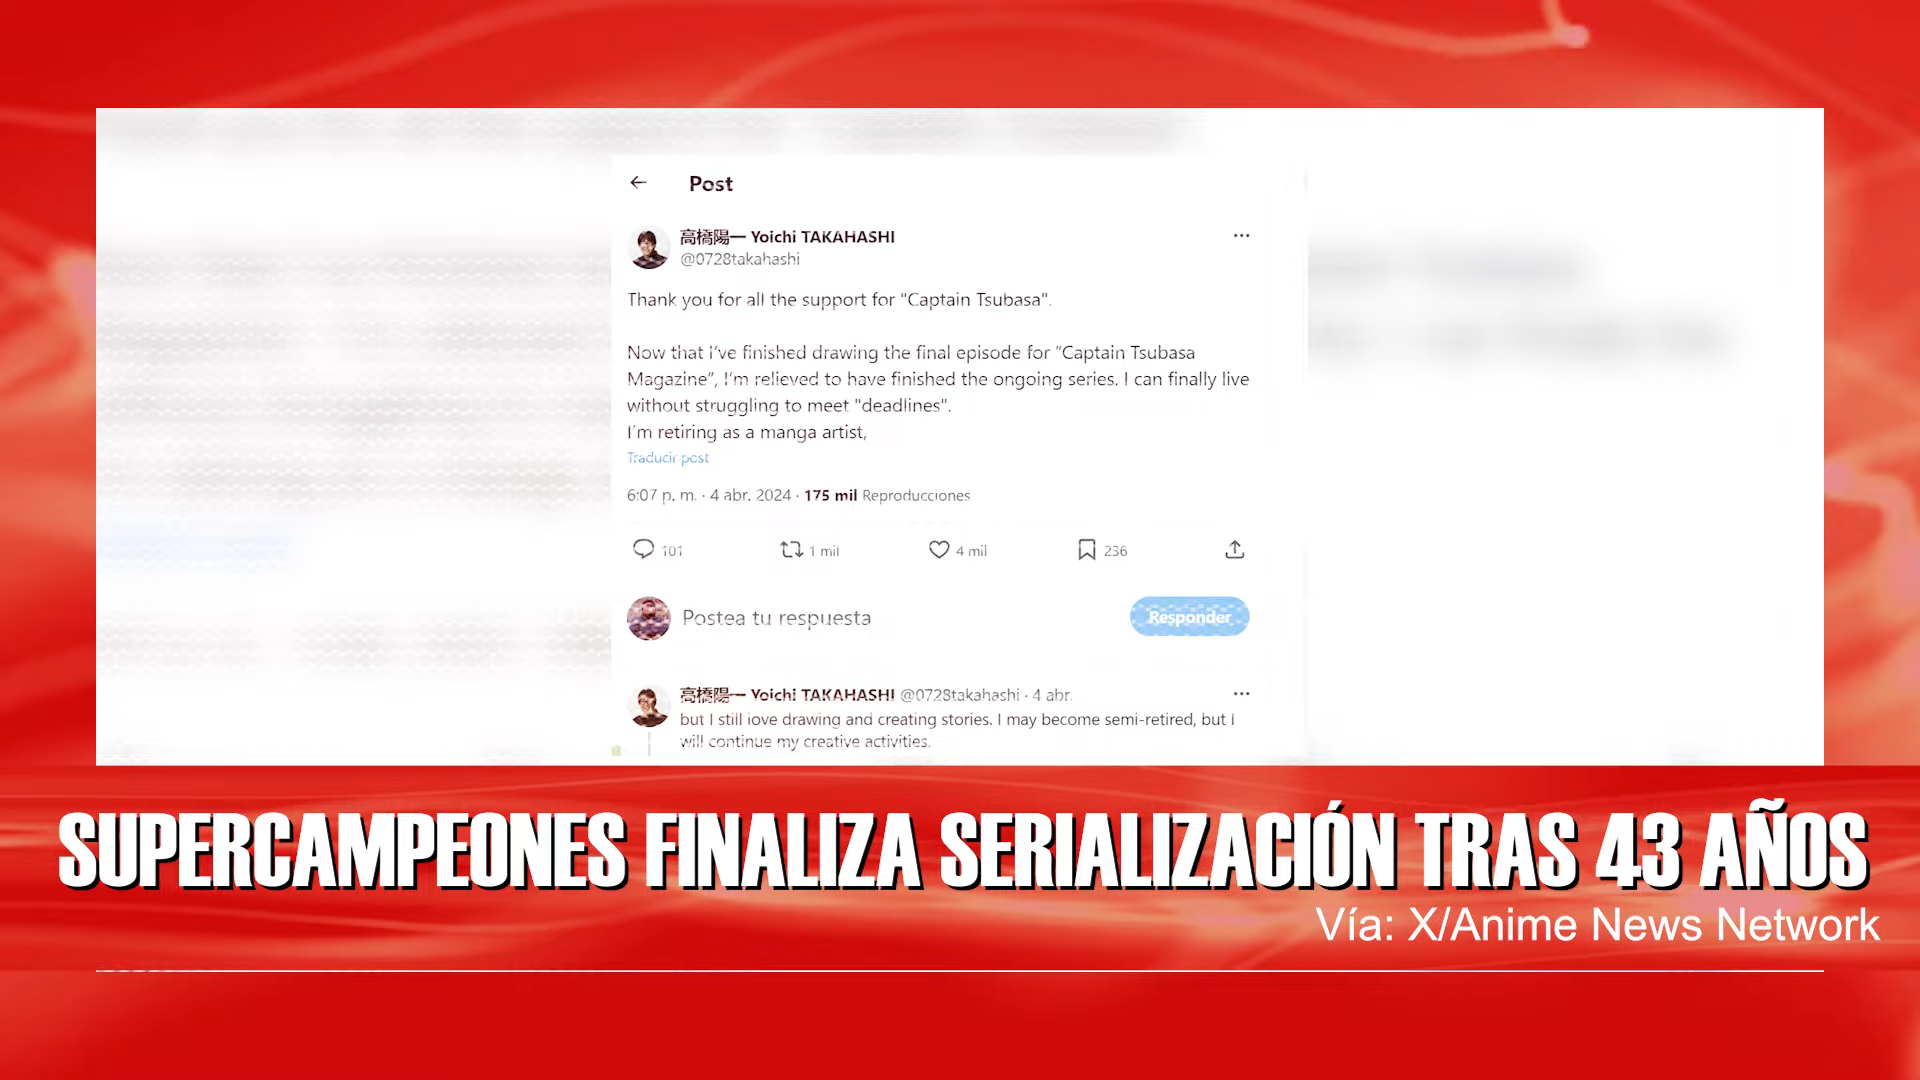 Post
高橋陽一 Yoichi TAKAHASHI
@0728takahashi
Thank you for all the support for "Captain Tsubasa".
Now that I've finished drawing the final episode for "Captain Tsubasa
Magazine", I'm relieved to have finished the ongoing series. I can finally live
without struggling to meet "deadlines".
I'm retiring as a manga artist,
Traducir post
6:07 p. m. · 4 abr. 2024 · 175 mil Reproducciones
101 1 mil 4 mil 236
Postea tu respuesta Responder
高橋陽一 Yoichi TAKAHASHI @0728takahashi · 4 abr.
but I still love drawing and creating stories. I may become semi-retired, but I
will continue my creative activities.
SUPERCAMPEONES FINALIZA SERIALIZACIÓN TRAS 43 AÑOS
Vía: X/Anime News Network